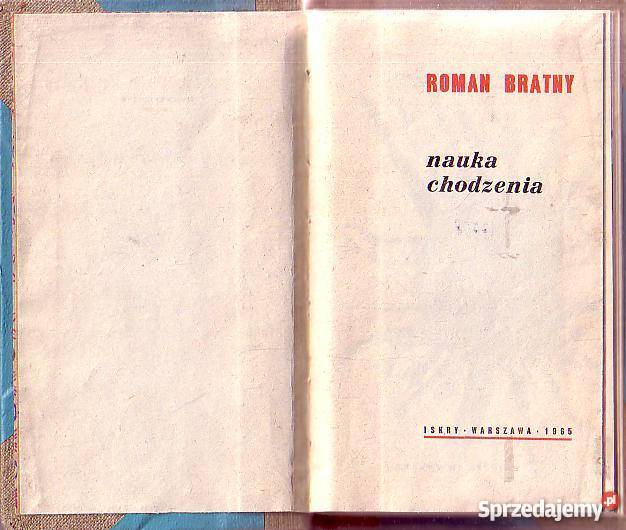 ROMAN BRATNY
nauka
chodzenia
ISKRY · WARSZAWA · 1965
Sprzedajemy.pl